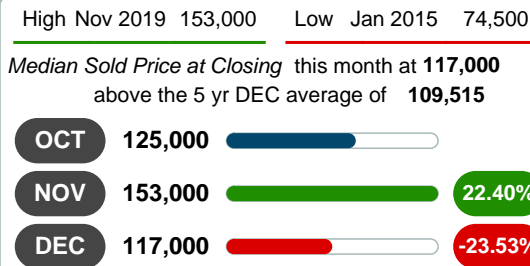 High Nov 2019 153,000 Low Jan 2015 74,500
Median Sold Price at Closing this month at 117,000
above the 5 yr DEC average of 109,515
OCT 125,000
NOV 153,000 22.40%
DEC 117,000 -23.53%